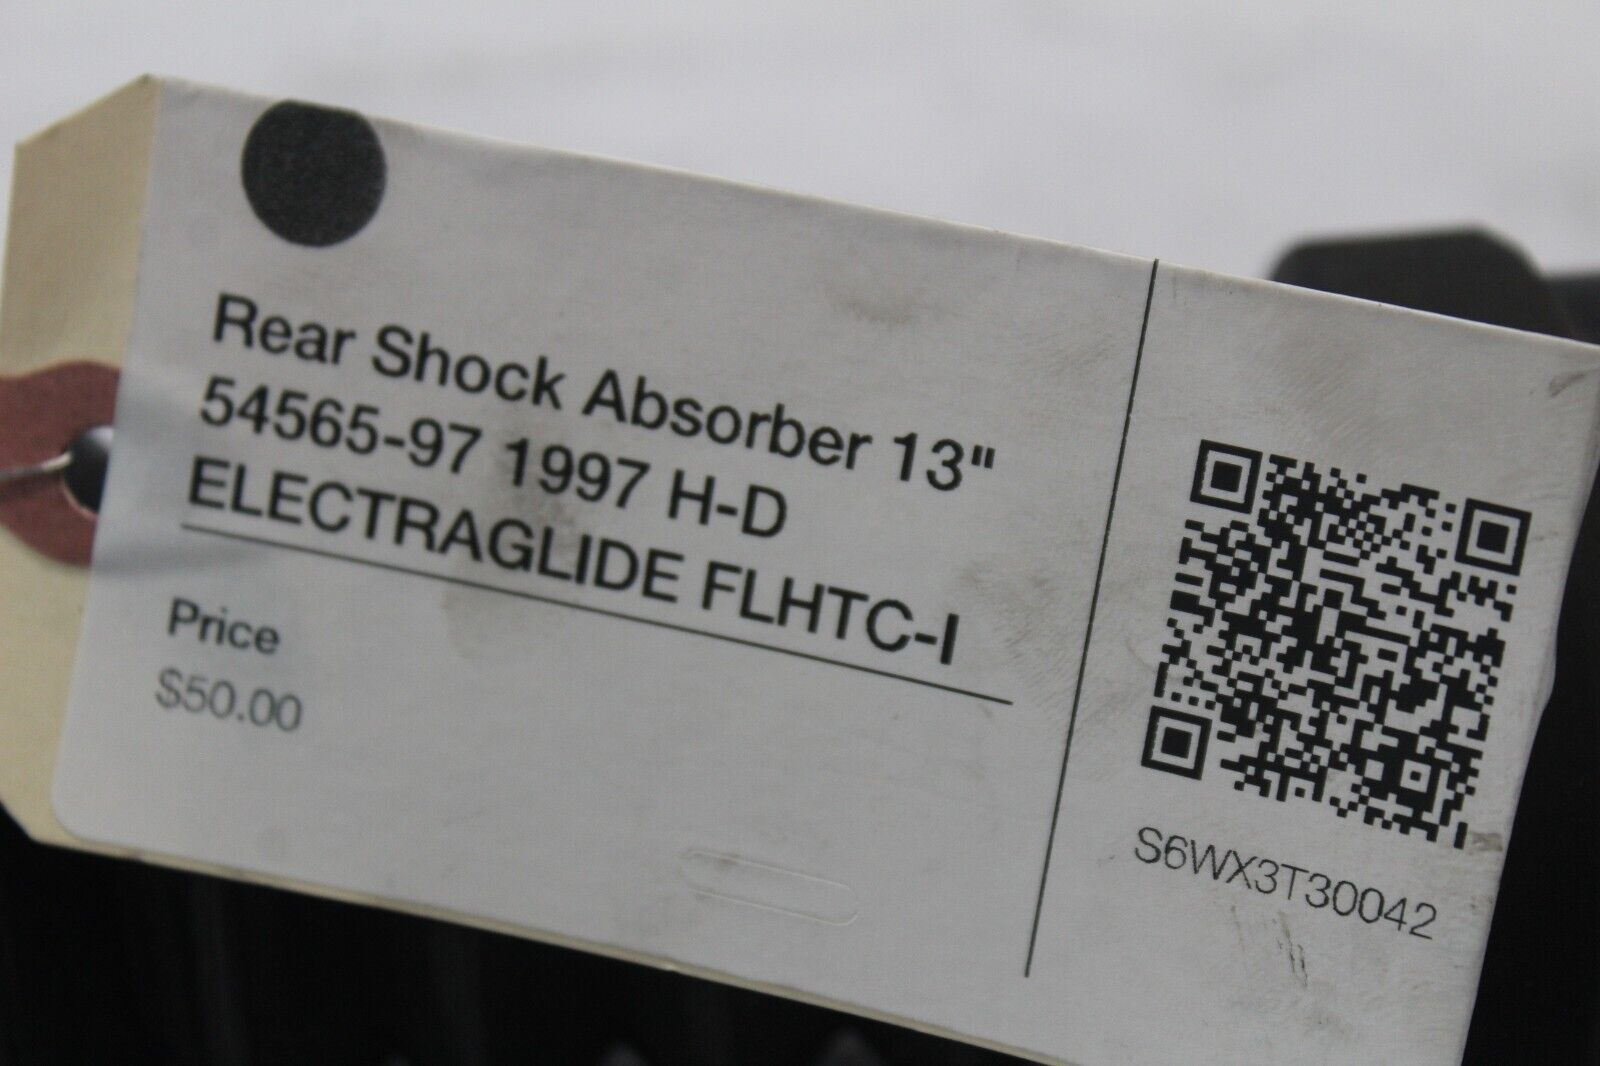 Rear Shock Absorber 13"
54565-97 1997 H-D
ELECTRAGLIDE FLHTC-I
Price
$50.00
S6WX3T30042